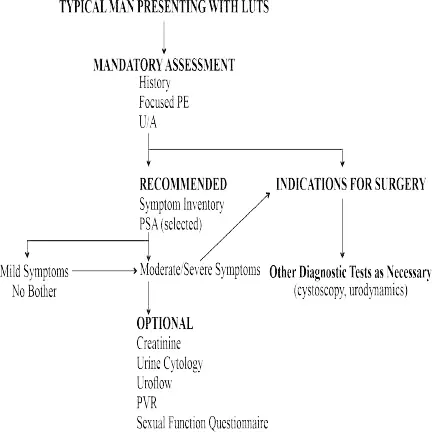 TYPICAL MAN PRESENTING WITH LUTS
MANDATORY ASSESSMENT
History
Focused PE
U/A
RECOMMENDED
Symptom Inventory
PSA (selected)
INDICATIONS FOR SURGERY
Mild Symptoms
No Bother
Moderate/Severe Symptoms
Other Diagnostic Tests as Necessary
(cystoscopy, urodynamics)
OPTIONAL
Creatinine
Urine Cytology
Uroflow
PVR
Sexual Function Questionnaire